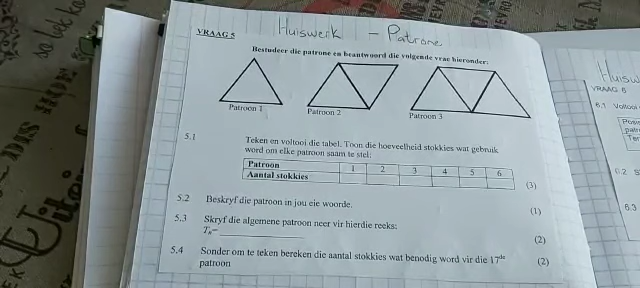 Huiswerk - Patrone
VRAAG 5
Bestudeer die patrone en beantwoord die volgende vrae hieronder:
Patroon 1
Patroon 2
Patroon 3
5.1
Teken en voltooi die tabel. Toon die hoeveelheid stokkies wat gebruik
word om elke patroon saam te stel:
Patroon 1 2 3 4 5 6
Aantal stokkies
(3)
5.2 Beskryf die patroon in jou eie woorde.
(1)
5.3 Skryf die algemene patroon neer vir hierdie reeks:
Tₙ=
(2)
5.4 Sonder om te teken bereken die aantal stokkies wat benodig word vir die 17de
patroon
(2)
VRAAG 6
6.1 Voltooi
6.2 S
6.3